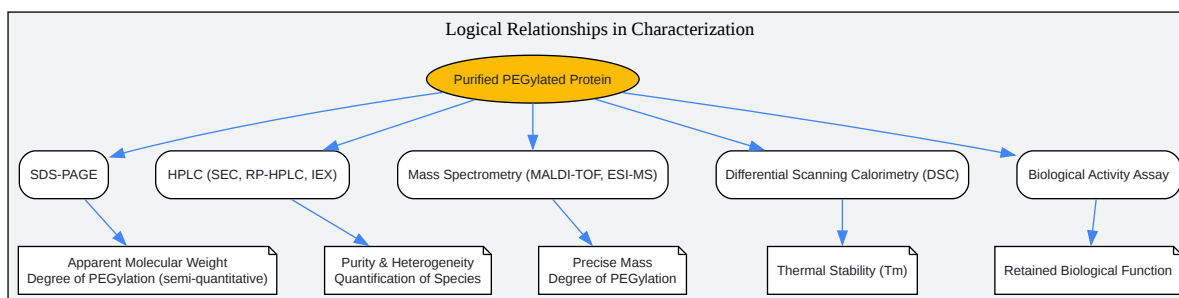 Logical Relationships in Characterization
Purified PEGylated Protein
SDS-PAGE
HPLC (SEC, RP-HPLC, IEX)
Mass Spectrometry (MALDI-TOF, ESI-MS)
Differential Scanning Calorimetry (DSC)
Biological Activity Assay
Apparent Molecular Weight
Degree of PEGylation (semi-quantitative)
Purity & Heterogeneity
Quantification of Species
Precise Mass
Degree of PEGylation
Thermal Stability (Tm)
Retained Biological Function